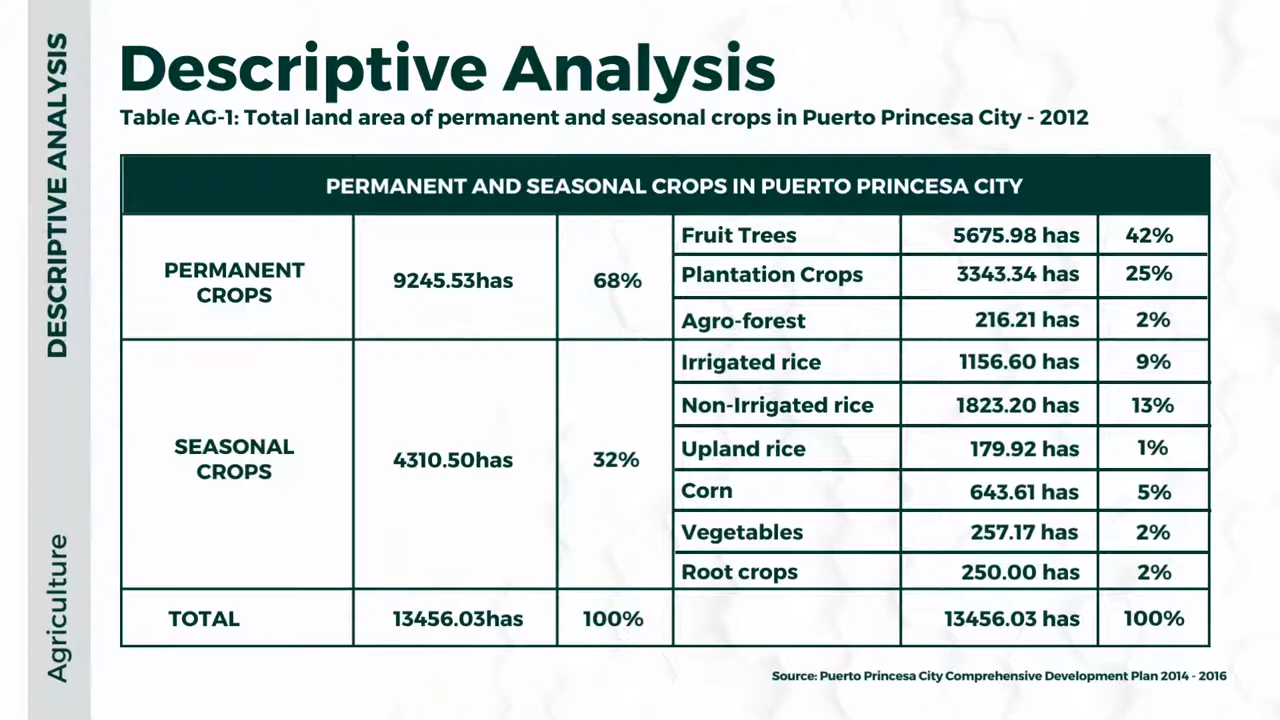 DESCRIPTIVE ANALYSIS
Agriculture
Descriptive Analysis
Table AG-1: Total land area of permanent and seasonal crops in Puerto Princesa City - 2012
PERMANENT AND SEASONAL CROPS IN PUERTO PRINCESA CITY
PERMANENT
CROPS
9245.53has
68%
Fruit Trees 5675.98 has 42%
Plantation Crops 3343.34 has 25%
Agro-forest 216.21 has 2%
SEASONAL
CROPS
4310.50has
32%
Irrigated rice 1156.60 has 9%
Non-Irrigated rice 1823.20 has 13%
Upland rice 179.92 has 1%
Corn 643.61 has 5%
Vegetables 257.17 has 2%
Root crops 250.00 has 2%
TOTAL 13456.03has 100% 13456.03 has 100%
Source: Puerto Princesa City Comprehensive Development Plan 2014 - 2016